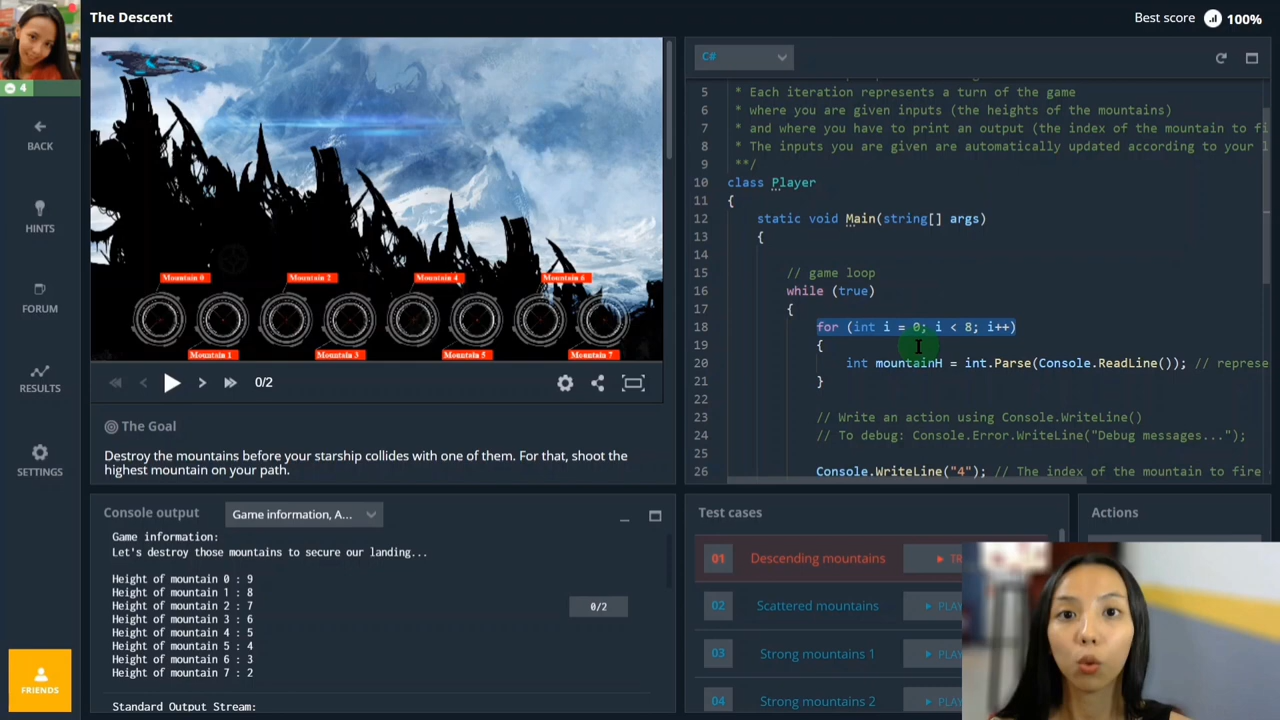 The Descent
Best score 100%
4
BACK
HINTS
FORUM
RESULTS
SETTINGS
FRIENDS
Mountain 0
Mountain 2
Mountain 4
Mountain 6
Mountain 1
Mountain 3
Mountain 5
Mountain 7
0/2
The Goal
Destroy the mountains before your starship collides with one of them. For that, shoot the
highest mountain on your path.
Console output
Game information, A...
Game information:
Let's destroy those mountains to secure our landing...
Height of mountain 0 : 9
Height of mountain 1 : 8
Height of mountain 2 : 7
Height of mountain 3 : 6
Height of mountain 4 : 5
Height of mountain 5 : 4
Height of mountain 6 : 3
Height of mountain 7 : 2
0/2
Standard Output Stream:
C#
5 * Each iteration represents a turn of the game
6 * where you are given inputs (the heights of the mountains)
7 * and where you have to print an output (the index of the mountain to fi
8 * The inputs you are given are automatically updated according to your l
9 **/
10 class Player
11 {
12 static void Main(string[] args)
13 {
14
15 // game loop
16 while (true)
17 {
18 for (int i = 0; i < 8; i++)
19 {
20 int mountainH = int.Parse(Console.ReadLine()); // represe
21 }
22
23 // Write an action using Console.WriteLine()
24 // To debug: Console.Error.WriteLine("Debug messages...");
25
26 Console.WriteLine("4"); // The index of the mountain to fire
Test cases
01 Descending mountains
02 Scattered mountains
03 Strong mountains 1
04 Strong mountains 2
Actions